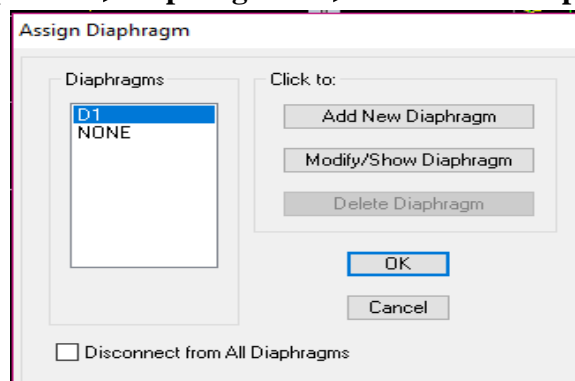 Assign Diaphragm
Diaphragms
D1
NONE
Click to:
Add New Diaphragm
Modify/Show Diaphragm
Delete Diaphragm
OK
Cancel
Disconnect from All Diaphragms